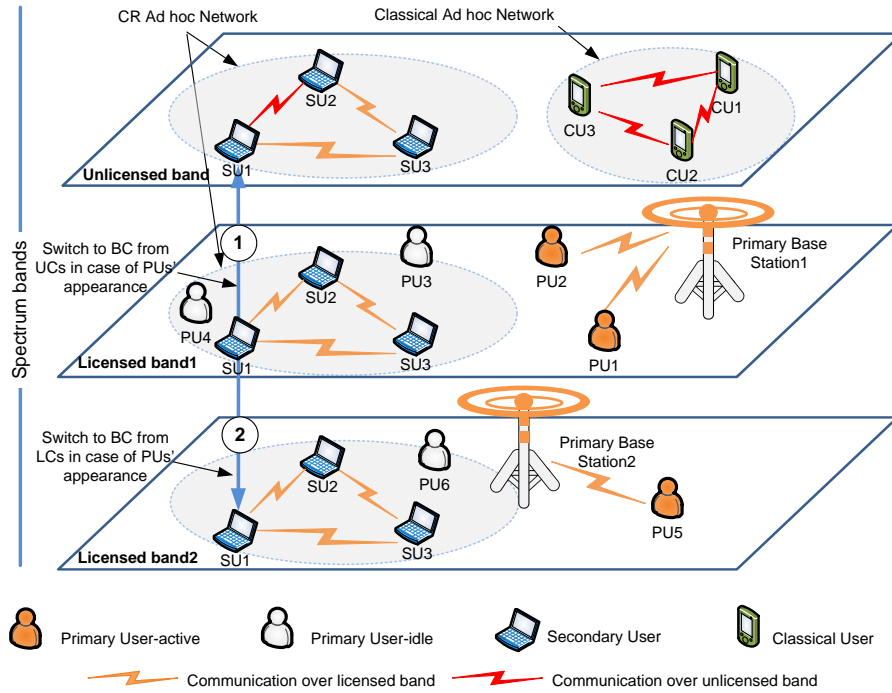 CR Ad hoc Network
Classical Ad hoc Network
SU2
CU1
CU3
SU1
SU3
CU2
Unlicensed band
Spectrum bands
Switch to BC from
UCs in case of PUs'
appearance
1
SU2
PU3
PU2
Primary Base
Station1
PU4
SU1
SU3
PU1
Licensed band1
2
Switch to BC from
LCs in case of PUs'
appearance
SU2
PU6
Primary Base
Station2
PU5
SU1
SU3
Licensed band2
Primary User-active
Primary User-idle
Secondary User
Classical User
Communication over licensed band
Communication over unlicensed band